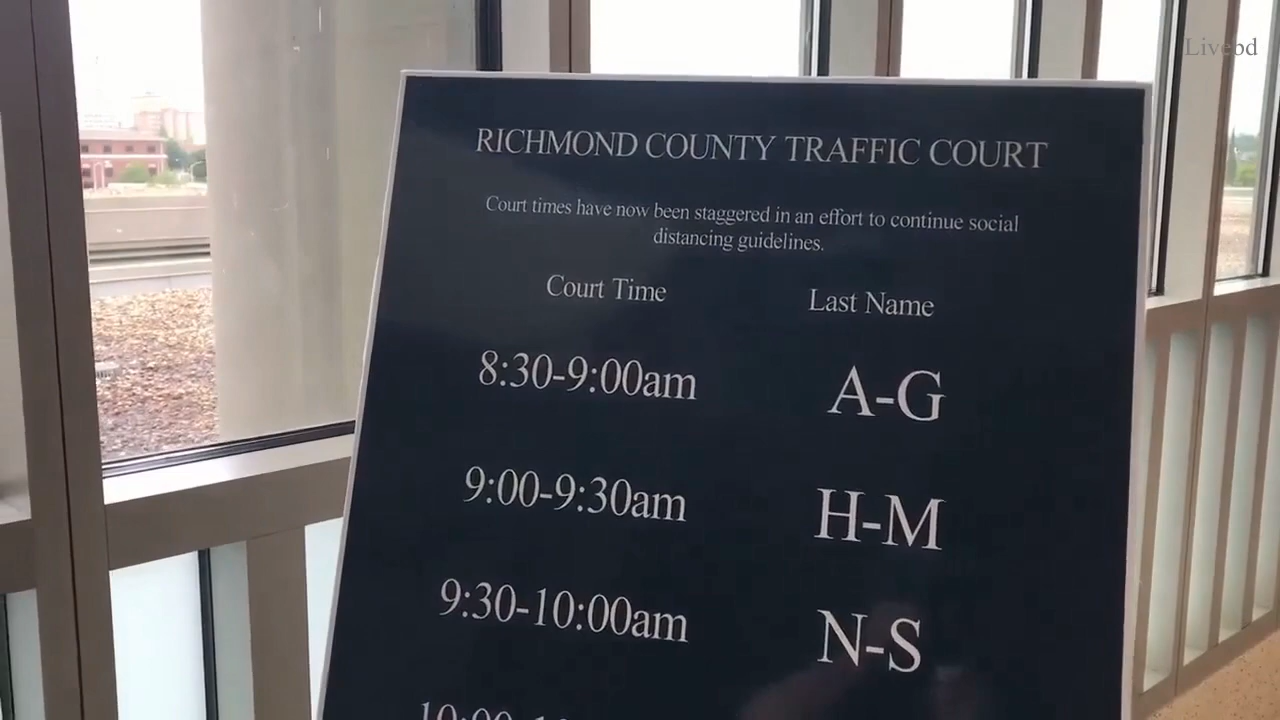 Livebd
RICHMOND COUNTY TRAFFIC COURT
Court times have now been staggered in an effort to continue social
distancing guidelines.
Court Time Last Name
8:30-9:00am A-G
9:00-9:30am H-M
9:30-10:00am N-S